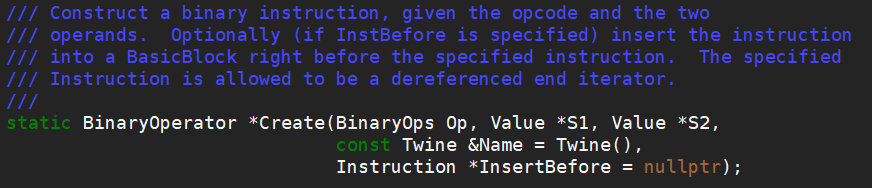 /// Construct a binary instruction, given the opcode and the two
/// operands.  Optionally (if InstBefore is specified) insert the instruction
/// into a BasicBlock right before the specified instruction.  The specified
/// Instruction is allowed to be a dereferenced end iterator.
///
static BinaryOperator *Create(BinaryOps Op, Value *S1, Value *S2,
                              const Twine &Name = Twine(),
                              Instruction *InsertBefore = nullptr);